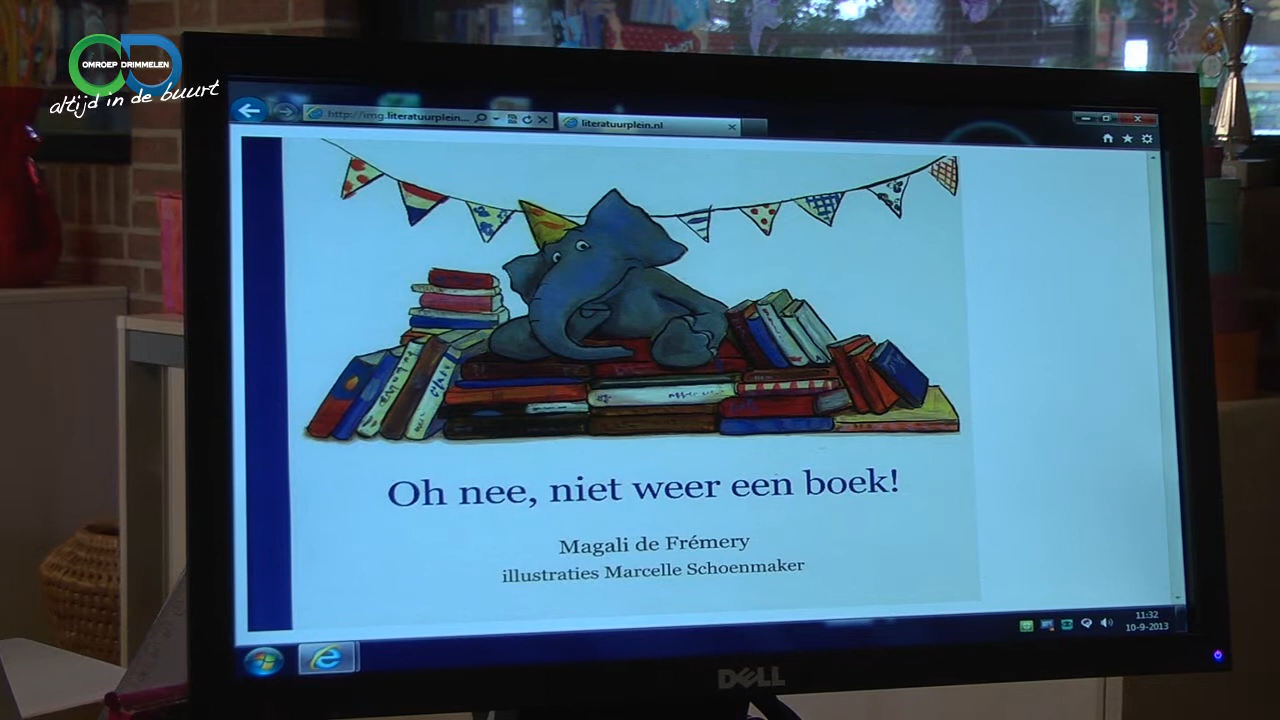 OMROEP DRIMMELEN
altijd in de buurt
http://img.literatuurplein...
literatuurplein.nl
Oh nee, niet weer een boek!
Magali de Frémery
illustraties Marcelle Schoenmaker
11:32
10-9-2013
DELL